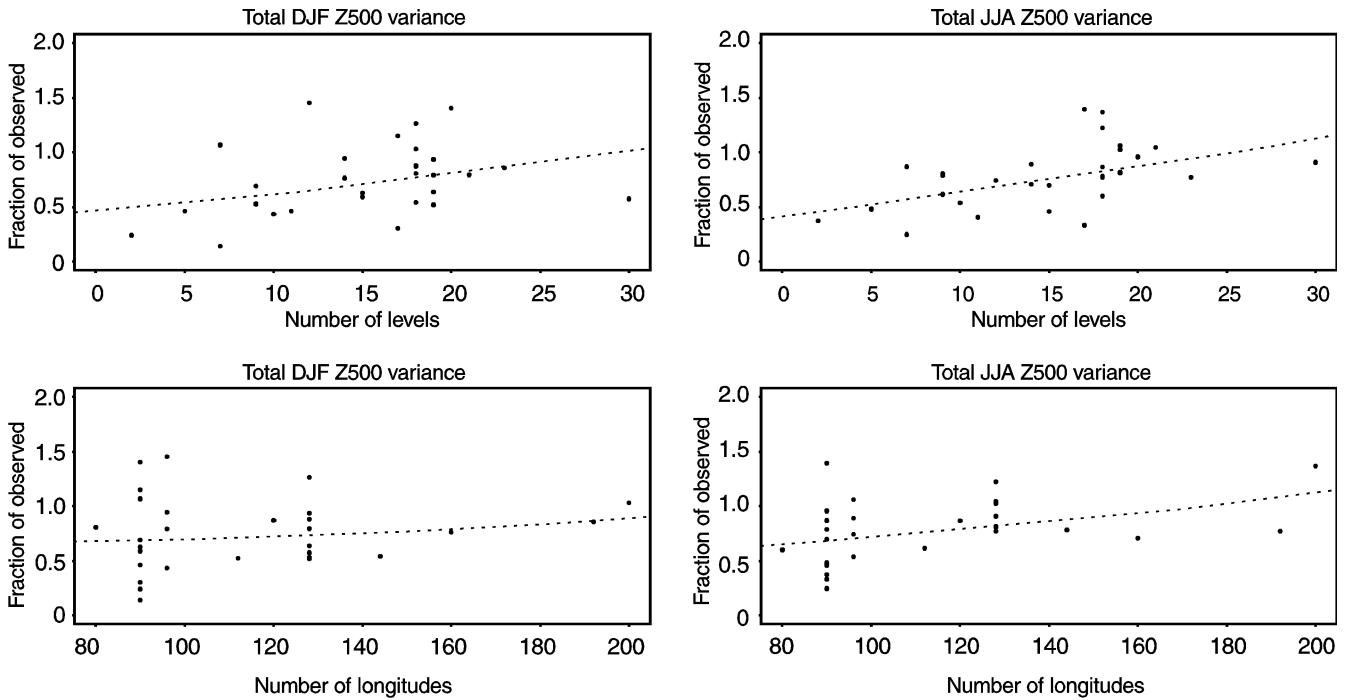 Total DJF Z500 variance
Fraction of observed
2.0
1.5
1.0
0.5
0
0 5 10 15 20 25 30
Number of levels
Total JJA Z500 variance
Fraction of observed
2.0
1.5
1.0
0.5
0
0 5 10 15 20 25 30
Number of levels
Total DJF Z500 variance
Fraction of observed
2.0
1.5
1.0
0.5
0
80 100 120 140 160 180 200
Number of longitudes
Total JJA Z500 variance
Fraction of observed
2.0
1.5
1.0
0.5
0
80 100 120 140 160 180 200
Number of longitudes